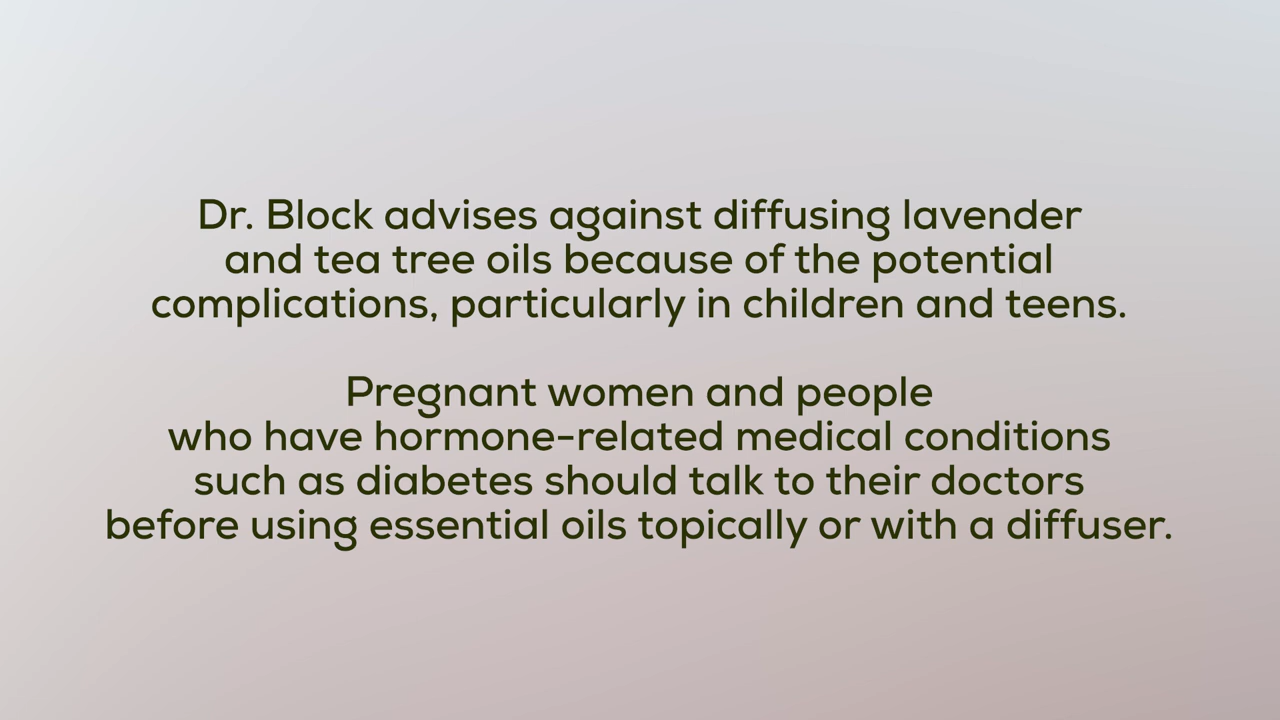 Dr. Block advises against diffusing lavender
and tea tree oils because of the potential
complications, particularly in children and teens.
Pregnant women and people
who have hormone-related medical conditions
such as diabetes should talk to their doctors
before using essential oils topically or with a diffuser.